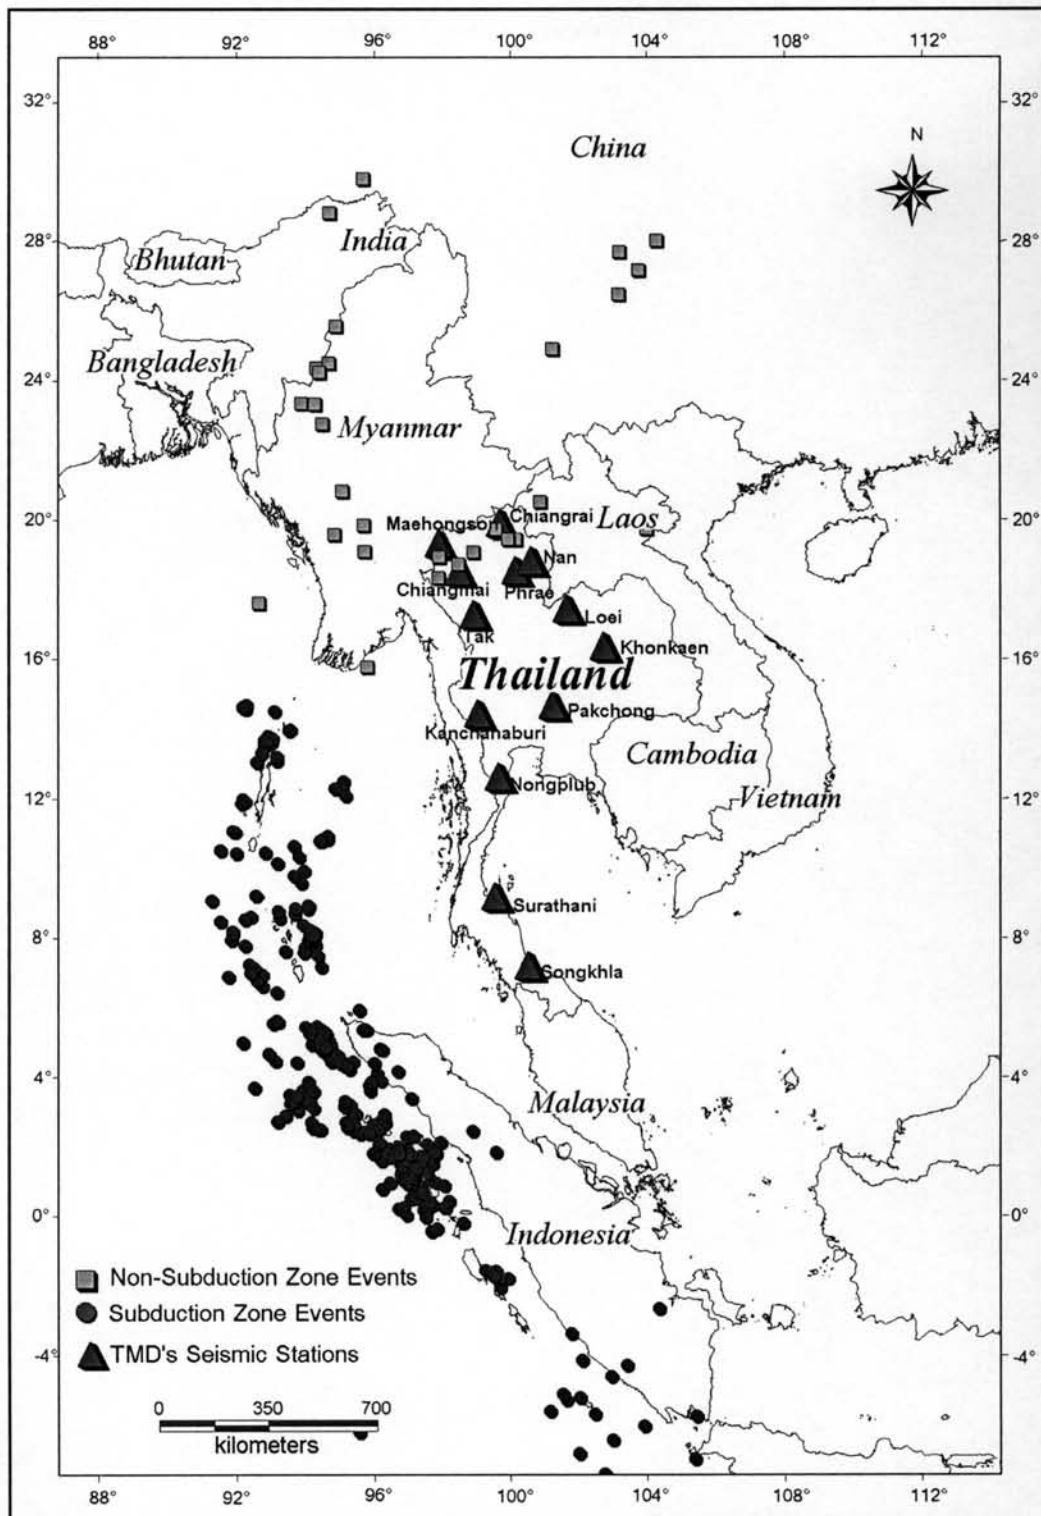 88° 92° 96° 100° 104° 108° 112°
32° 32°
N
China
28° 28°
India
Bhutan
Bangladesh
24° 24°
Myanmar
20° 20°
Chiangrai
Maehongson
Laos
Nan
Chiangmai
Phrae
Loei
Tak
Khonkaen
16° 16°
Thailand
Pakchong
Kanchanaburi
Cambodia
Nongplub
Vietnam
12° 12°
Surathani
8° 8°
Songkhla
4° 4°
Malaysia
0° 0°
Indonesia
Non-Subduction Zone Events
Subduction Zone Events
TMD's Seismic Stations
-4° -4°
0 350 700
kilometers
88° 92° 96° 100° 104° 108° 112°